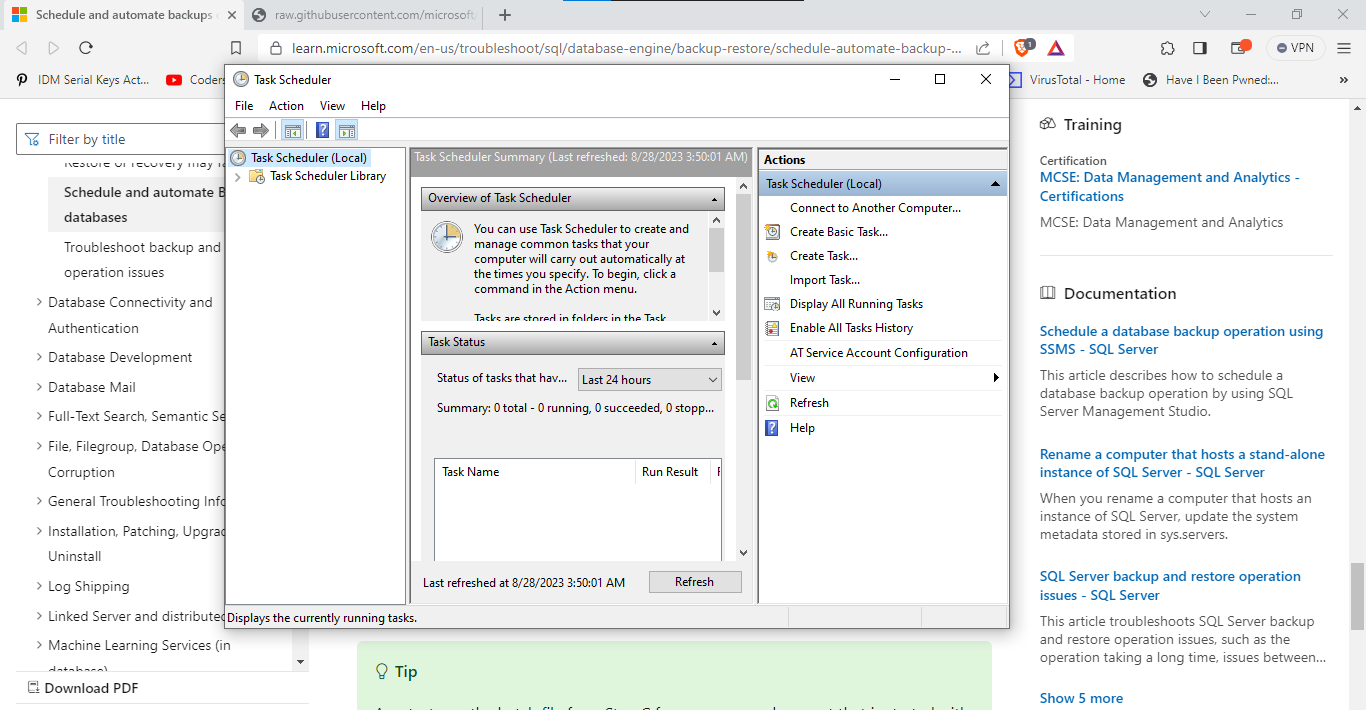 Schedule and automate backups
raw.githubusercontent.com/microsoft
learn.microsoft.com/en-us/troubleshoot/sql/database-engine/backup-restore/schedule-automate-backup-...
1
VPN
IDM Serial Keys Act...
Coders
VirusTotal - Home
Have I Been Pwned:...
»
Filter by title
Restore or recovery may fa
Schedule and automate B
databases
Troubleshoot backup and
operation issues
Database Connectivity and
Authentication
Database Development
Database Mail
Full-Text Search, Semantic Se
File, Filegroup, Database Ope
Corruption
General Troubleshooting Info
Installation, Patching, Upgrad
Uninstall
Log Shipping
Linked Server and distributed
Machine Learning Services (in
database)
Download PDF
Task Scheduler
File Action View Help
Task Scheduler (Local)
Task Scheduler Library
Task Scheduler Summary (Last refreshed: 8/28/2023 3:50:01 AM)
Overview of Task Scheduler
You can use Task Scheduler to create and
manage common tasks that your
computer will carry out automatically at
the times you specify. To begin, click a
command in the Action menu.
Tasks are stored in folders in the Task
Task Status
Status of tasks that hav...
Last 24 hours
Summary: 0 total - 0 running, 0 succeeded, 0 stopp...
Task Name Run Result
Last refreshed at 8/28/2023 3:50:01 AM
Refresh
Actions
Task Scheduler (Local)
Connect to Another Computer...
Create Basic Task...
Create Task...
Import Task...
Display All Running Tasks
Enable All Tasks History
AT Service Account Configuration
View
Refresh
Help
Displays the currently running tasks.
Tip
Training
Certification
MCSE: Data Management and Analytics -
Certifications
MCSE: Data Management and Analytics
Documentation
Schedule a database backup operation using
SSMS - SQL Server
This article describes how to schedule a
database backup operation by using SQL
Server Management Studio.
Rename a computer that hosts a stand-alone
instance of SQL Server - SQL Server
When you rename a computer that hosts an
instance of SQL Server, update the system
metadata stored in sys.servers.
SQL Server backup and restore operation
issues - SQL Server
This article troubleshoots SQL Server backup
and restore operation issues, such as the
operation taking a long time, issues between...
Show 5 more